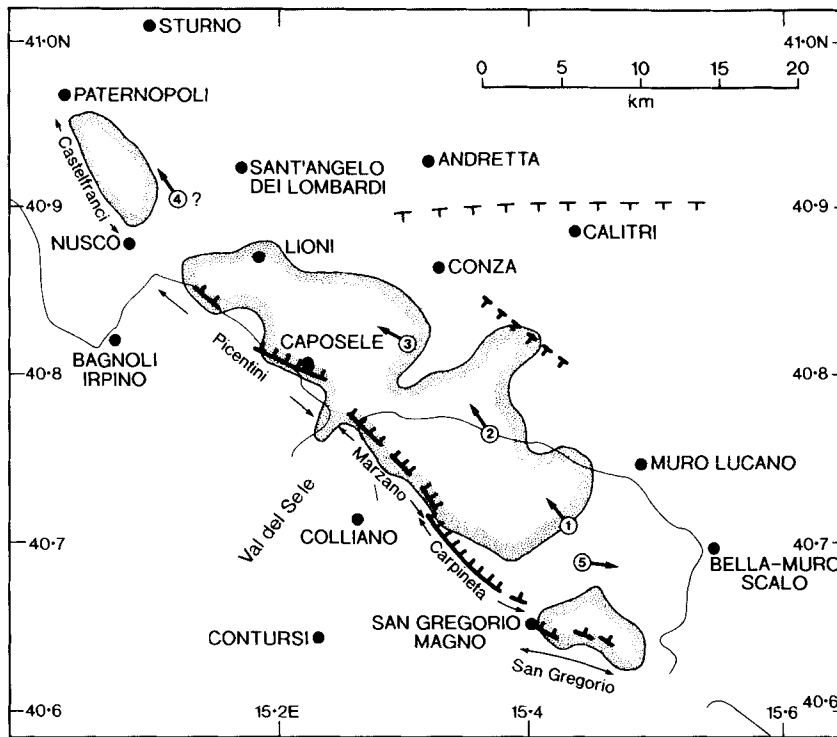 STURNO
41·0N
41·0N
0 5 10 15 20
km
PATERNOPOLI
Castelfranci
SANT'ANGELO
DEI LOMBARDI
ANDRETTA
4 ?
40·9
40·9
NUSCO
CALITRI
LIONI
CONZA
BAGNOLI
IRPINO
Picentini
CAPOSELE
3
40·8
40·8
2
Marzano
MURO LUCANO
Val del Sele
COLLIANO
1
40·7
40·7
Carpineta
5
BELLA-MURO
SCALO
CONTURSI
SAN GREGORIO
MAGNO
San Gregorio
40·6
15·2E
15·4
15·6
40·6